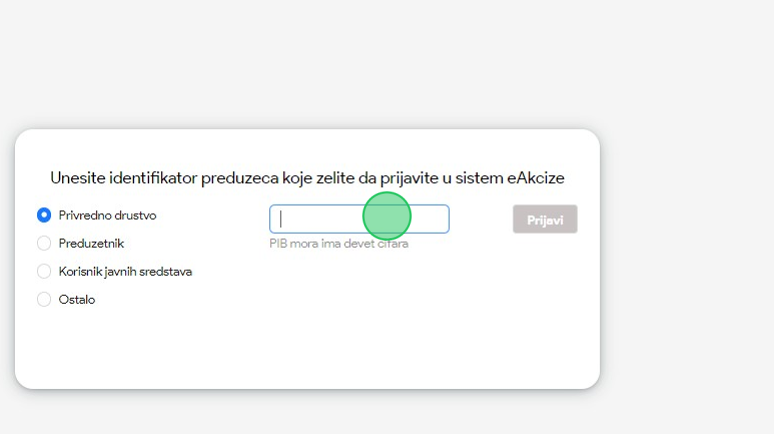 Unesite identifikator preduzeca koje zelite da prijavite u sistem eAkcize
Privredno drustvo
Prijavi
Preduzetnik
PIB mora ima devet cifara
Korisnik javnih sredstava
Ostalo